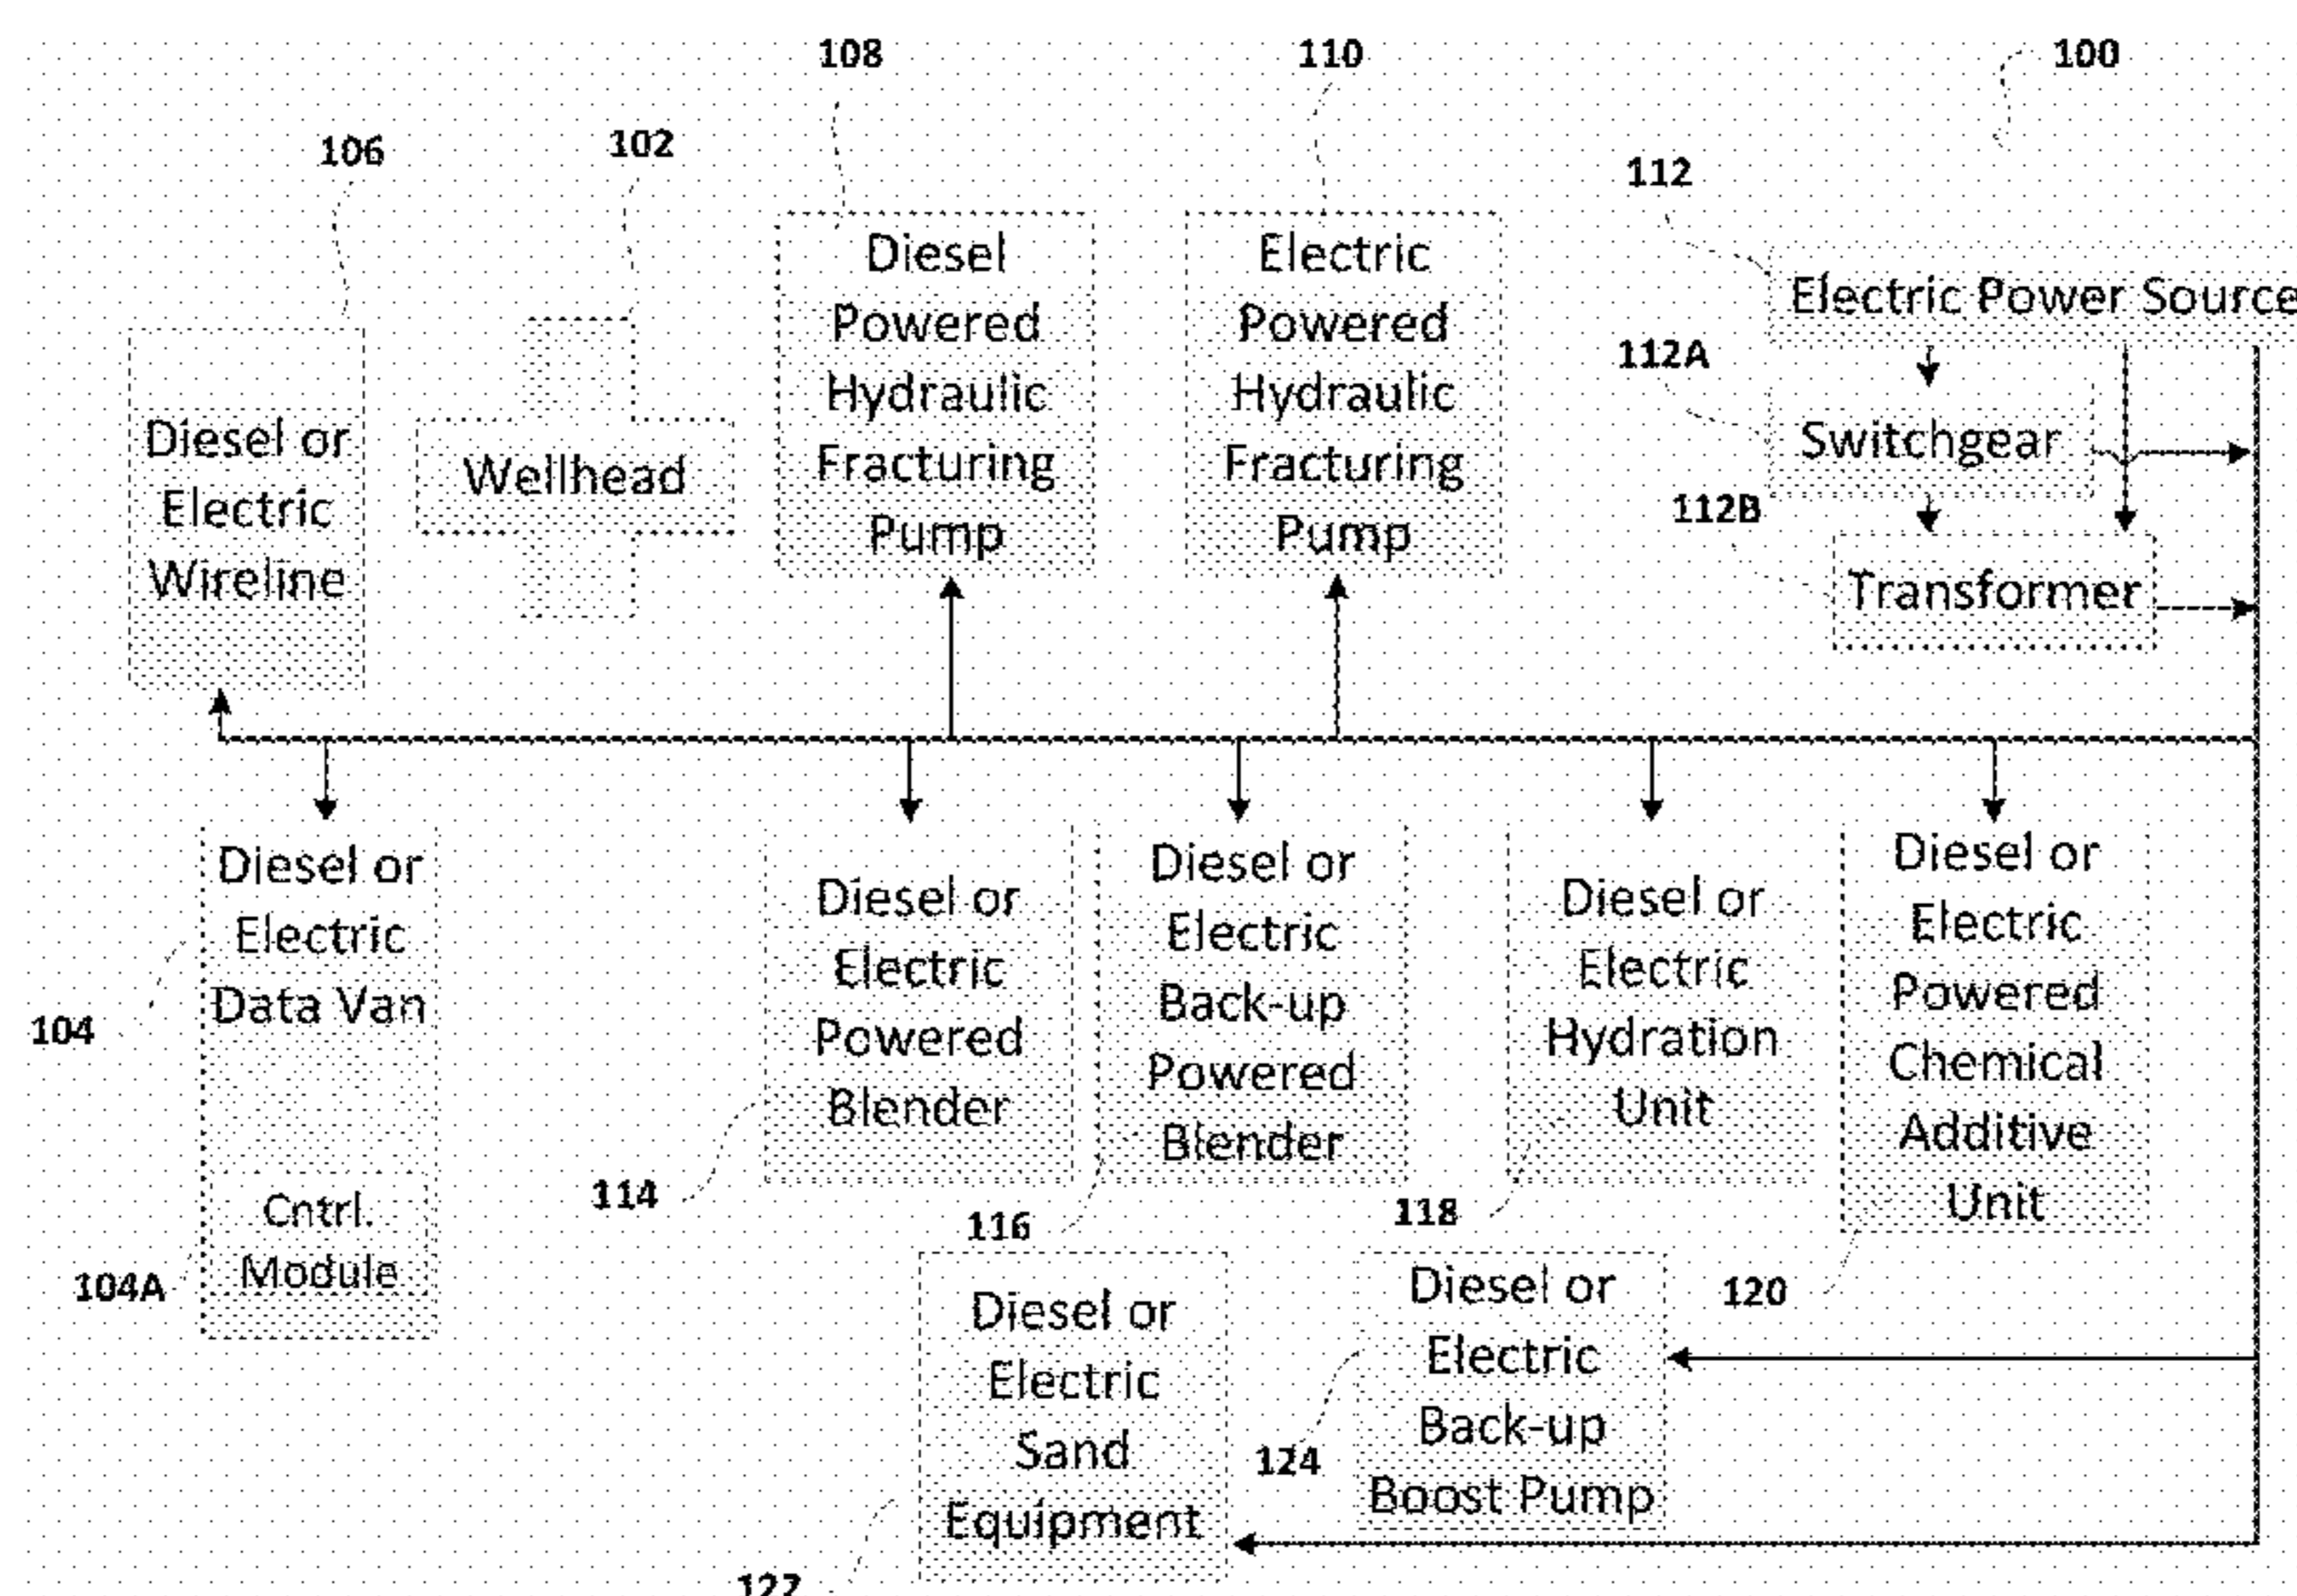 108
110
100
106
102
112
Diesel
Powered
Hydraulic
Fracturing
Pump
Electric
Powered
Hydraulic
Fracturing
Pump
Electric Power Source
112A
Switchgear
112B
Transformer
Diesel or
Electric
Wireline
Wellhead
Diesel or
Electric
Data Van
104
Cntrl.
Module
104A
Diesel or
Electric
Powered
Blender
114
Diesel or
Electric
Back-up
Powered
Blender
116
Diesel or
Electric
Hydration
Unit
118
Diesel or
Electric
Powered
Chemical
Additive
Unit
120
Diesel or
Electric
Sand
Equipment
122
Diesel or
Electric
Back-up
Boost Pump
124